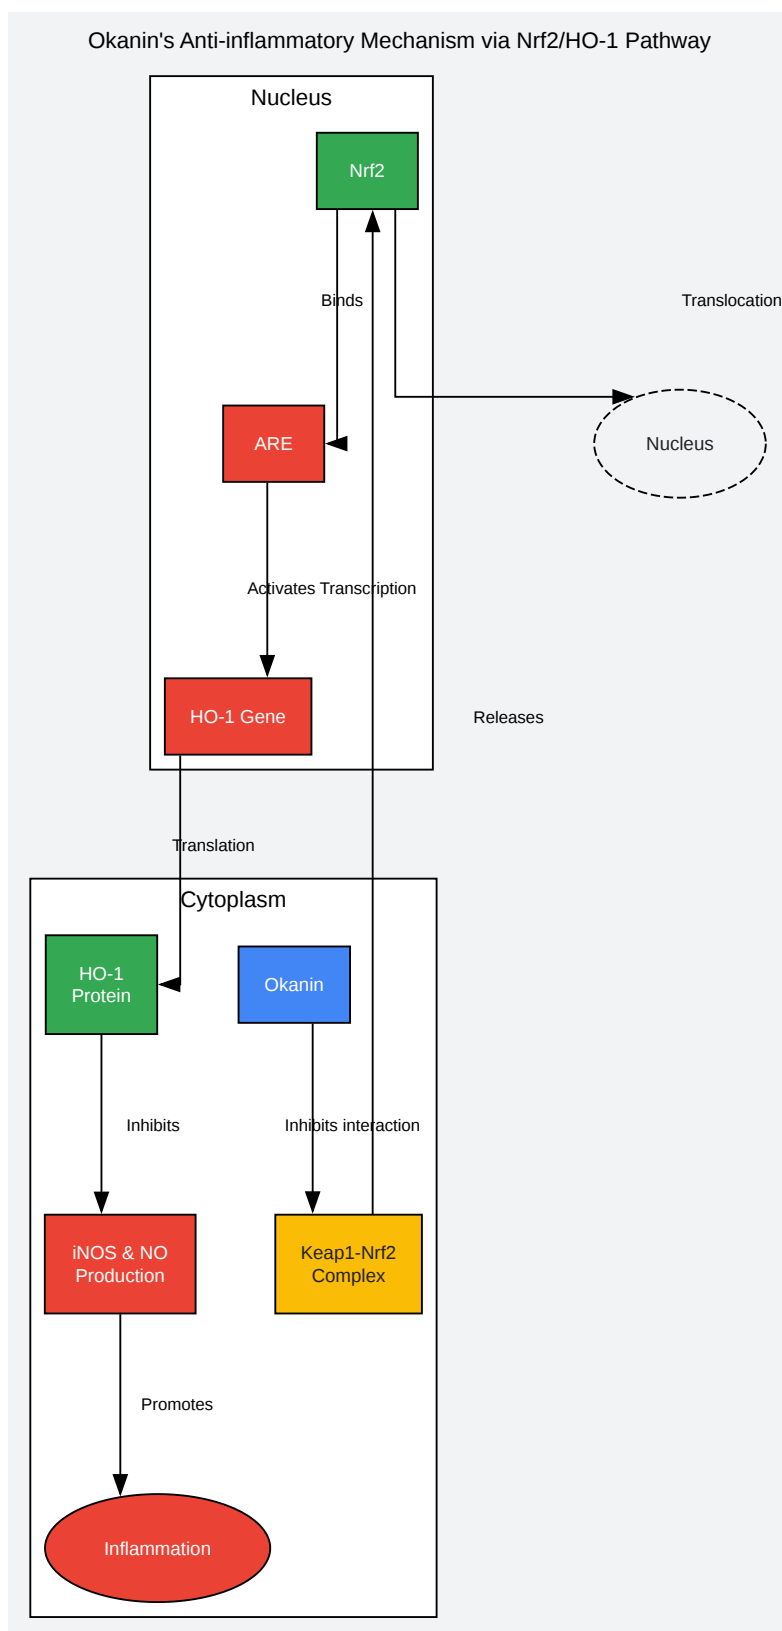 Okanin's Anti-inflammatory Mechanism via Nrf2/HO-1 Pathway
Nucleus
Nrf2
Binds
Translocation
ARE
Nucleus
Activates Transcription
HO-1 Gene
Releases
Translation
Cytoplasm
HO-1
Protein
Okanin
Inhibits
Inhibits interaction
iNOS & NO
Production
Keap1-Nrf2
Complex
Promotes
Inflammation